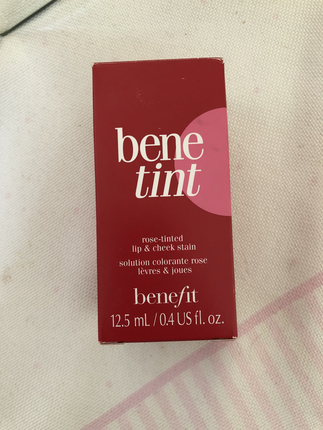 bene
tint
rose-tinted
lip & cheek stain
solution colorante rose
lèvres & joues
benefit
12.5 mL / 0.4 US fl. oz.